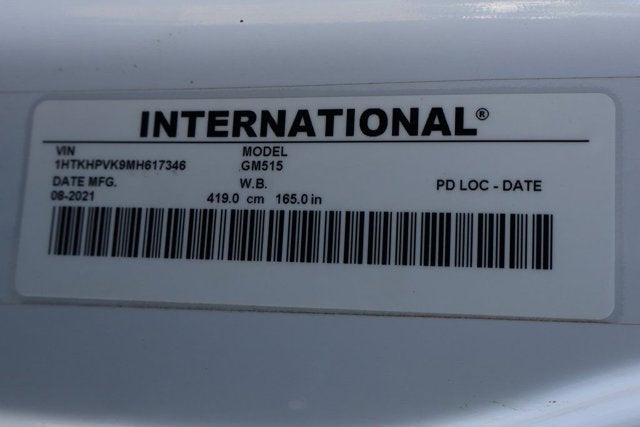 INTERNATIONAL®
VIN MODEL
1HTKHPVK9MH617346 GM515
DATE MFG. W.B. PD LOC - DATE
08-2021 419.0 cm 165.0 in